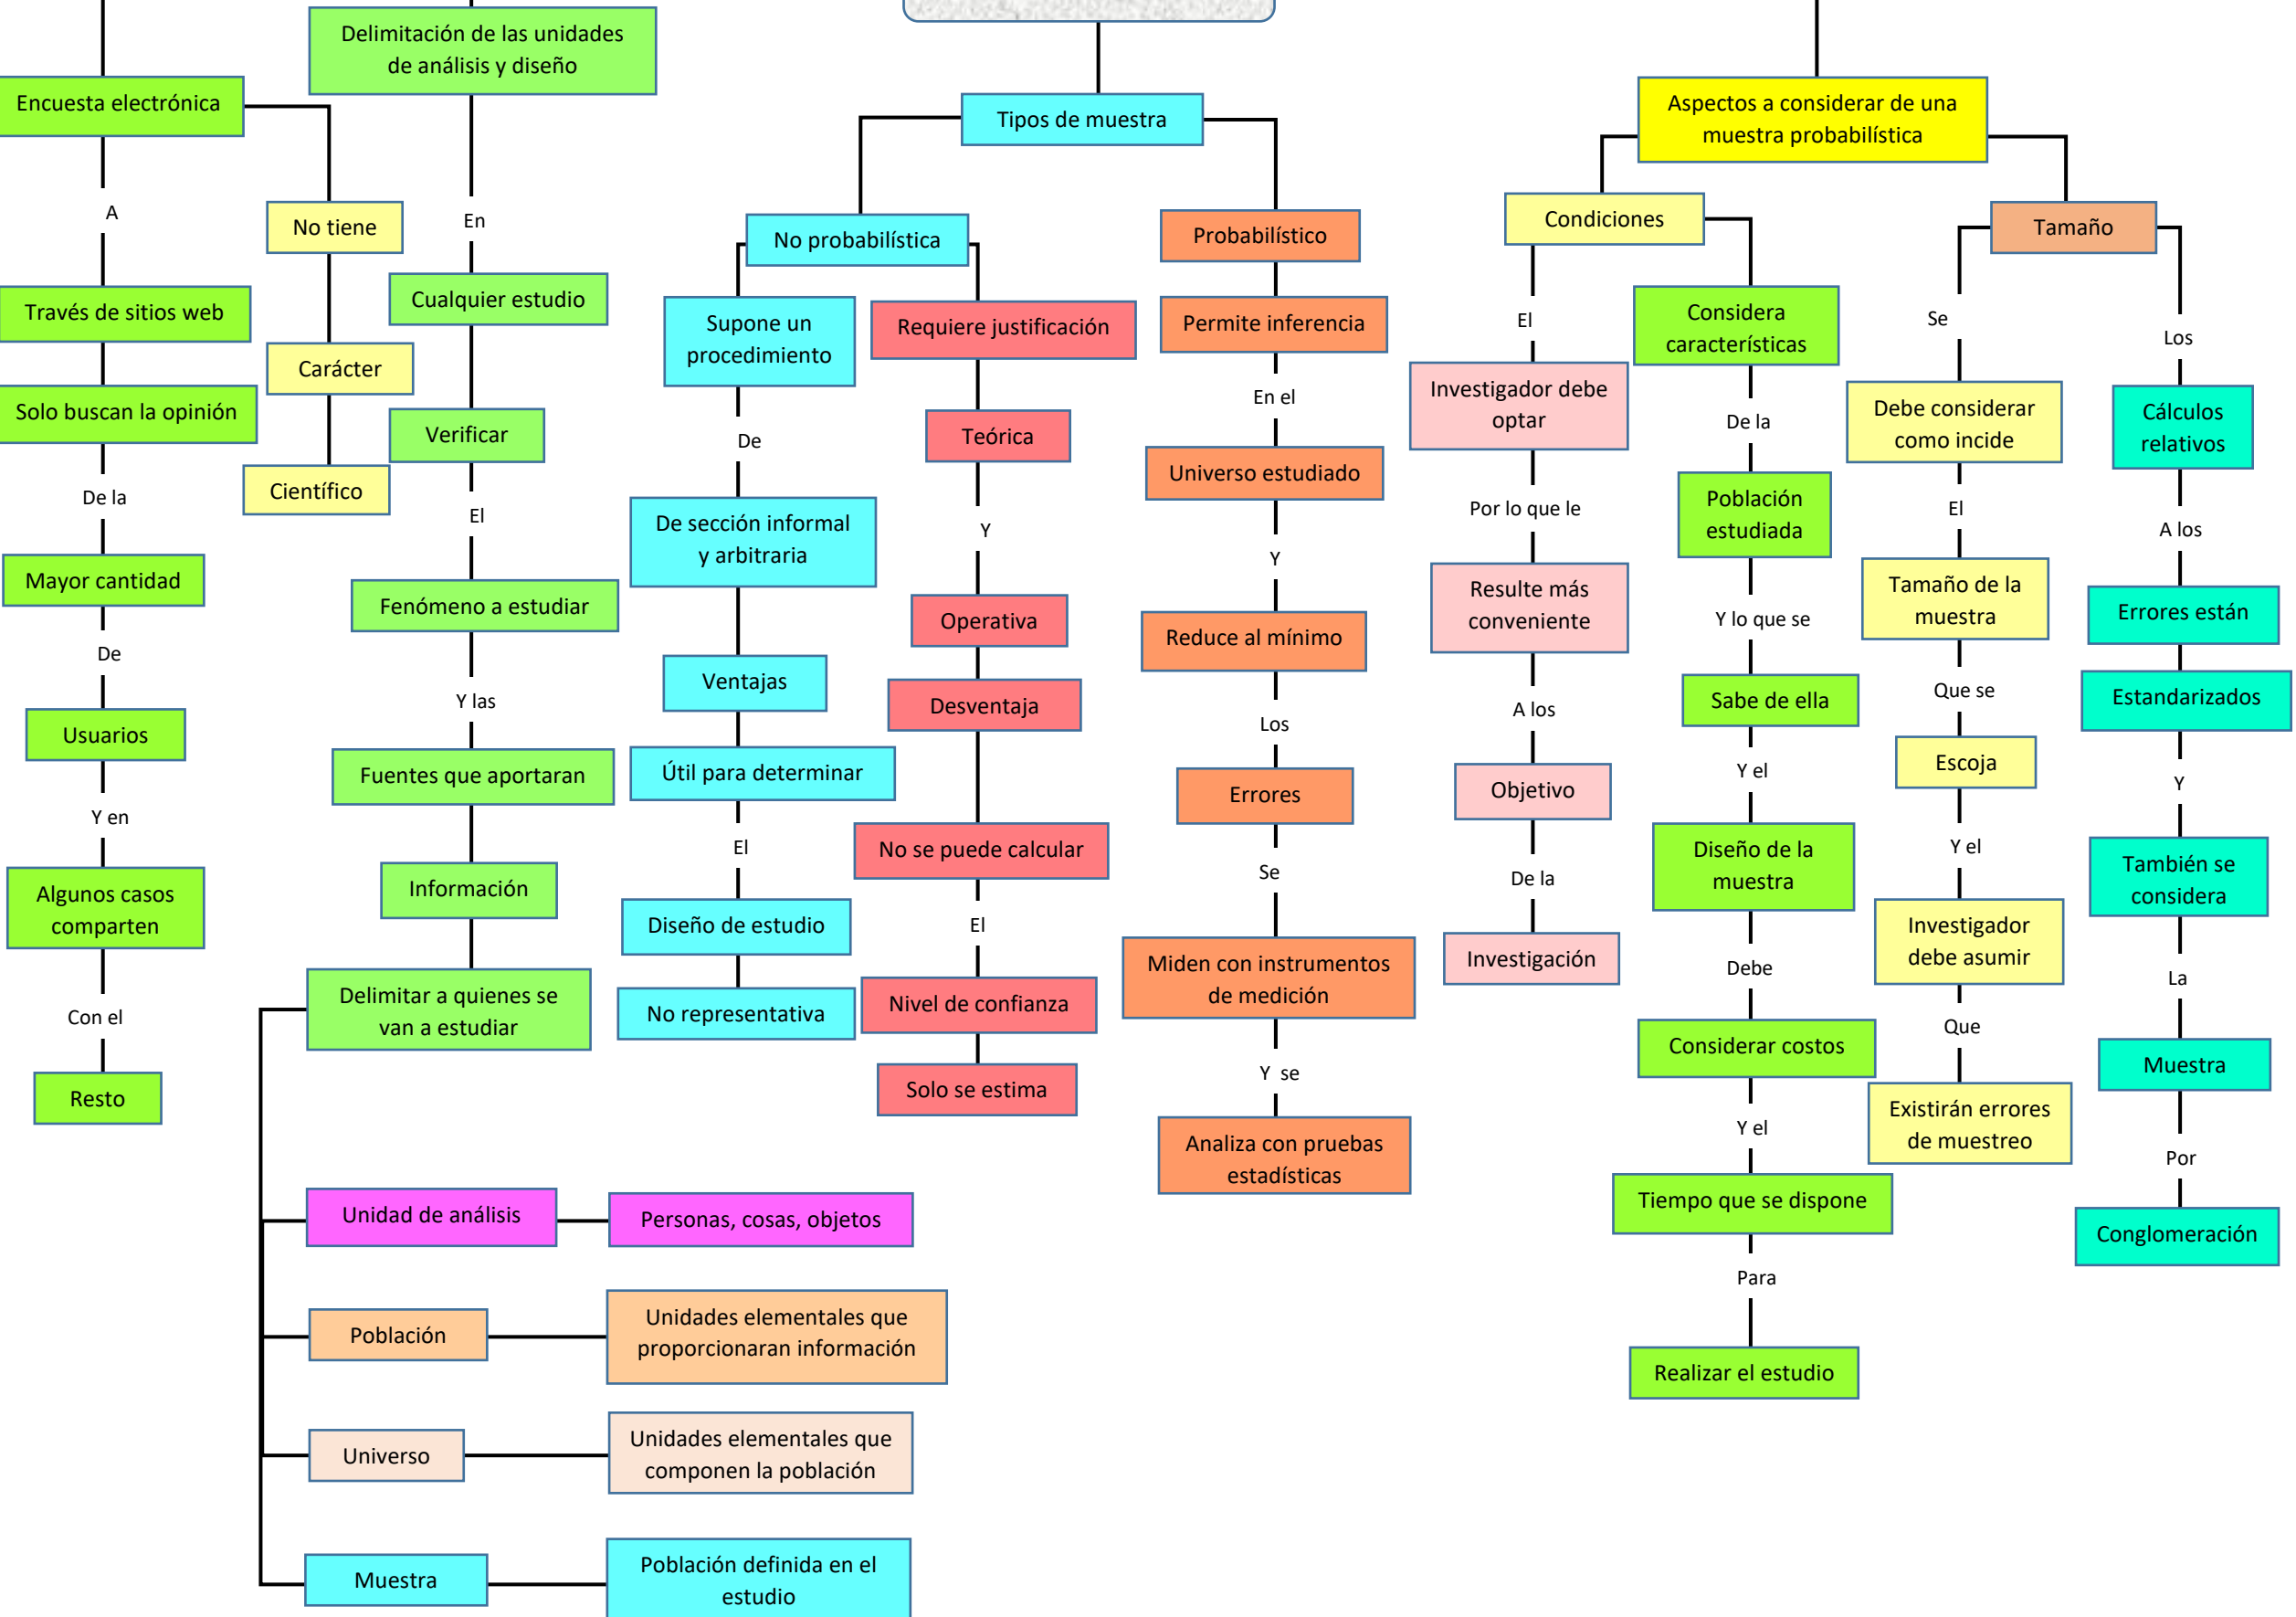 Encuesta electrónica
A
Través de sitios web
Solo buscan la opinión
De la
Mayor cantidad
De
Usuarios
Y en
Algunos casos
comparten
Con el
Resto
No tiene
Carácter
Científico
Delimitación de las unidades
de análisis y diseño
En
Cualquier estudio
Verificar
El
Fenómeno a estudiar
Y las
Fuentes que aportaran
Información
Delimitar a quienes se
van a estudiar
Unidad de análisis
Personas, cosas, objetos
Población
Unidades elementales que
proporcionaran información
Universo
Unidades elementales que
componen la población
Muestra
Población definida en el
estudio
Tipos de muestra
No probabilística
Supone un
procedimiento
De
De sección informal
y arbitraria
Ventajas
Útil para determinar
El
Diseño de estudio
No representativa
Requiere justificación
Teórica
Y
Operativa
Desventaja
No se puede calcular
El
Nivel de confianza
Solo se estima
Probabilístico
Permite inferencia
En el
Universo estudiado
Y
Reduce al mínimo
Los
Errores
Se
Miden con instrumentos
de medición
Y se
Analiza con pruebas
estadísticas
Aspectos a considerar de una
muestra probabilística
Condiciones
El
Investigador debe
optar
Por lo que le
Resulte más
conveniente
A los
Objetivo
De la
Investigación
Considera
características
De la
Población
estudiada
Y lo que se
Sabe de ella
Y el
Diseño de la
muestra
Debe
Considerar costos
Y el
Tiempo que se dispone
Para
Realizar el estudio
Tamaño
Se
Debe considerar
como incide
El
Tamaño de la
muestra
Que se
Escoja
Y el
Investigador
debe asumir
Que
Existirán errores
de muestreo
Los
Cálculos
relativos
A los
Errores están
Estandarizados
Y
También se
considera
La
Muestra
Por
Conglomeración